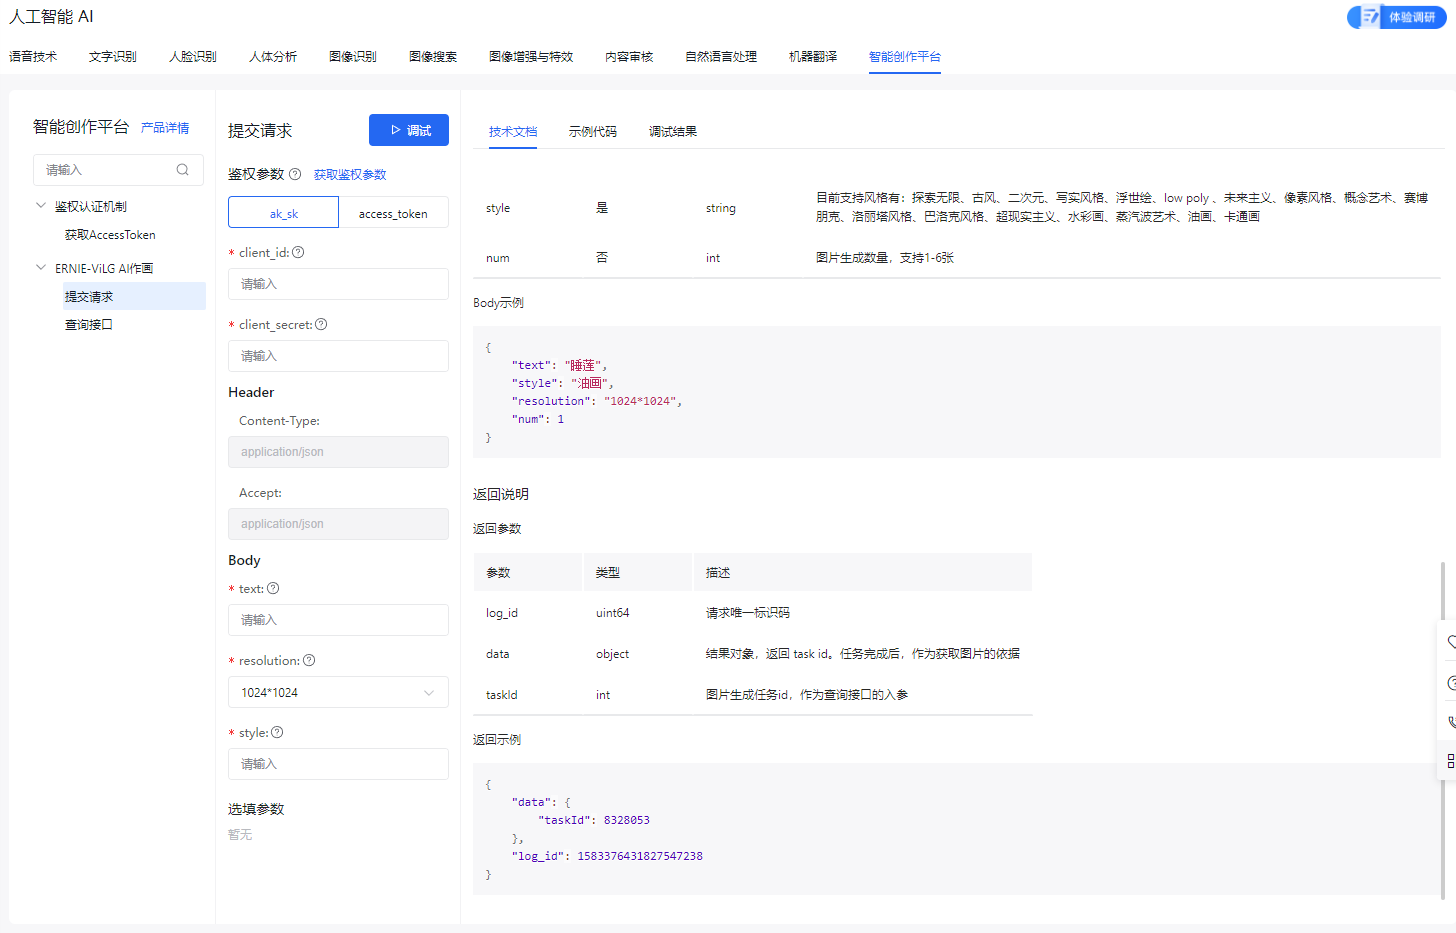 人工智能 AI
体验调研
语音技术 文字识别 人脸识别 人体分析 图像识别 图像搜索 图像增强与特效 内容审核 自然语言处理 机器翻译 智能创作平台
智能创作平台 产品详情
请输入
鉴权认证机制
获取AccessToken
ERNIE-ViLG AI作画
提交请求
查询接口
提交请求
调试
鉴权参数 获取鉴权参数
ak_sk access_token
* client_id:
请输入
* client_secret:
请输入
Header
Content-Type:
application/json
Accept:
application/json
Body
* text:
请输入
* resolution:
1024*1024
* style:
请输入
选填参数
暂无
技术文档 示例代码 调试结果
style 是 string 目前支持风格有：探索无限、古风、二次元、写实风格、浮世绘、low poly 、未来主义、像素风格、概念艺术、赛博
朋克、洛丽塔风格、巴洛克风格、超现实主义、水彩画、蒸汽波艺术、油画、卡通画
num 否 int 图片生成数量，支持1-6张
Body示例
{
"text": "睡莲",
"style": "油画",
"resolution": "1024*1024",
"num": 1
}
返回说明
返回参数
参数 类型 描述
log_id uint64 请求唯一标识码
data object 结果对象，返回 task id。任务完成后，作为获取图片的依据
taskId int 图片生成任务id，作为查询接口的入参
返回示例
{
"data": {
"taskId": 8328053
},
"log_id": 1583376431827547238
}